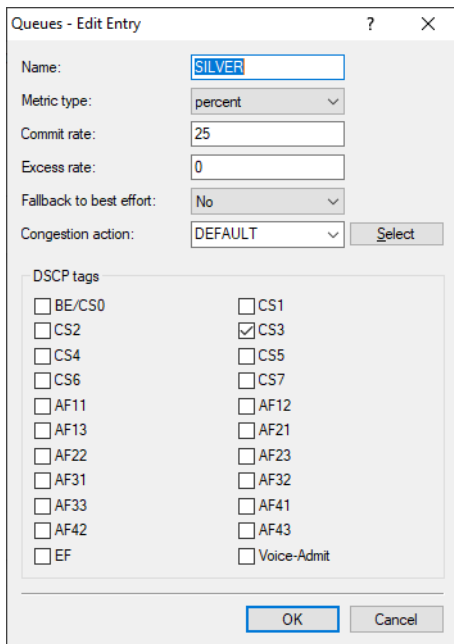 Queues - Edit Entry ?
Name: SILVER
Metric type: percent
Commit rate: 25
Excess rate: 0
Fallback to best effort: No
Congestion action: DEFAULT Select
DSCP tags
BE/CS0 CS1
CS2 CS3
CS4 CS5
CS6 CS7
AF11 AF12
AF13 AF21
AF22 AF23
AF31 AF32
AF33 AF41
AF42 AF43
EF Voice-Admit
OK Cancel